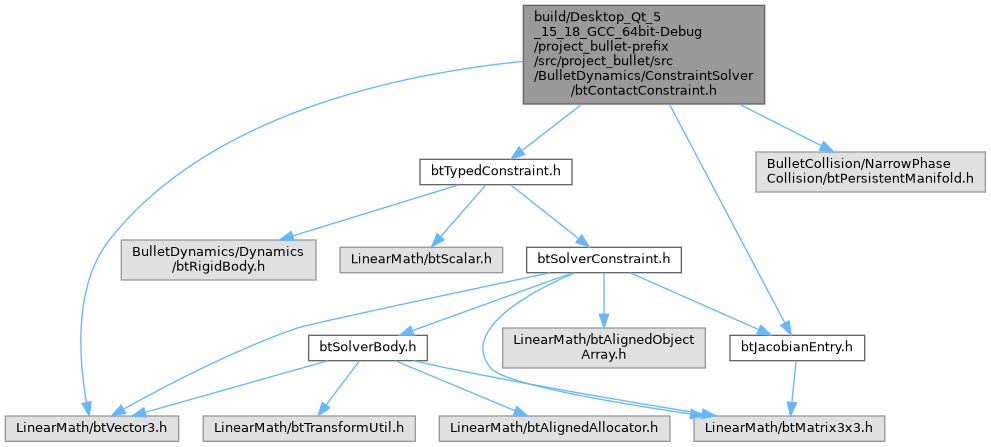 build/Desktop_Qt_5
_15_18_GCC_64bit-Debug
/project_bullet-prefix
/src/project_bullet/src
/BulletDynamics/ConstraintSolver
/btContactConstraint.h
btTypedConstraint.h
BulletCollision/NarrowPhase
Collision/btPersistentManifold.h
BulletDynamics/Dynamics
/btRigidBody.h
LinearMath/btScalar.h
btSolverConstraint.h
btSolverBody.h
LinearMath/btAlignedObject
Array.h
btJacobianEntry.h
LinearMath/btVector3.h
LinearMath/btTransformUtil.h
LinearMath/btAlignedAllocator.h
LinearMath/btMatrix3x3.h